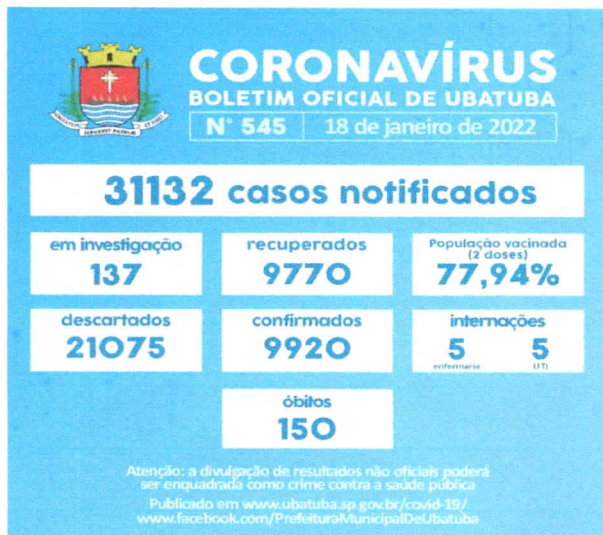 CORONAVÍRUS
BOLETIM OFICIAL DE UBATUBA
N° 545 18 de janeiro de 2022
31132 casos notificados
em investigação
137
recuperados
9770
População vacinada
(2 doses)
77,94%
descartados
21075
confirmados
9920
internações
5 5
enfermaria UTI
óbitos
150
Atenção: a divulgação de resultados não oficiais poderá
ser enquadrada como crime contra a saúde pública
Publicado em www.ubatuba.sp.gov.br/covid-19/
www.facebook.com/PrefeituraMunicipalDeUbatuba